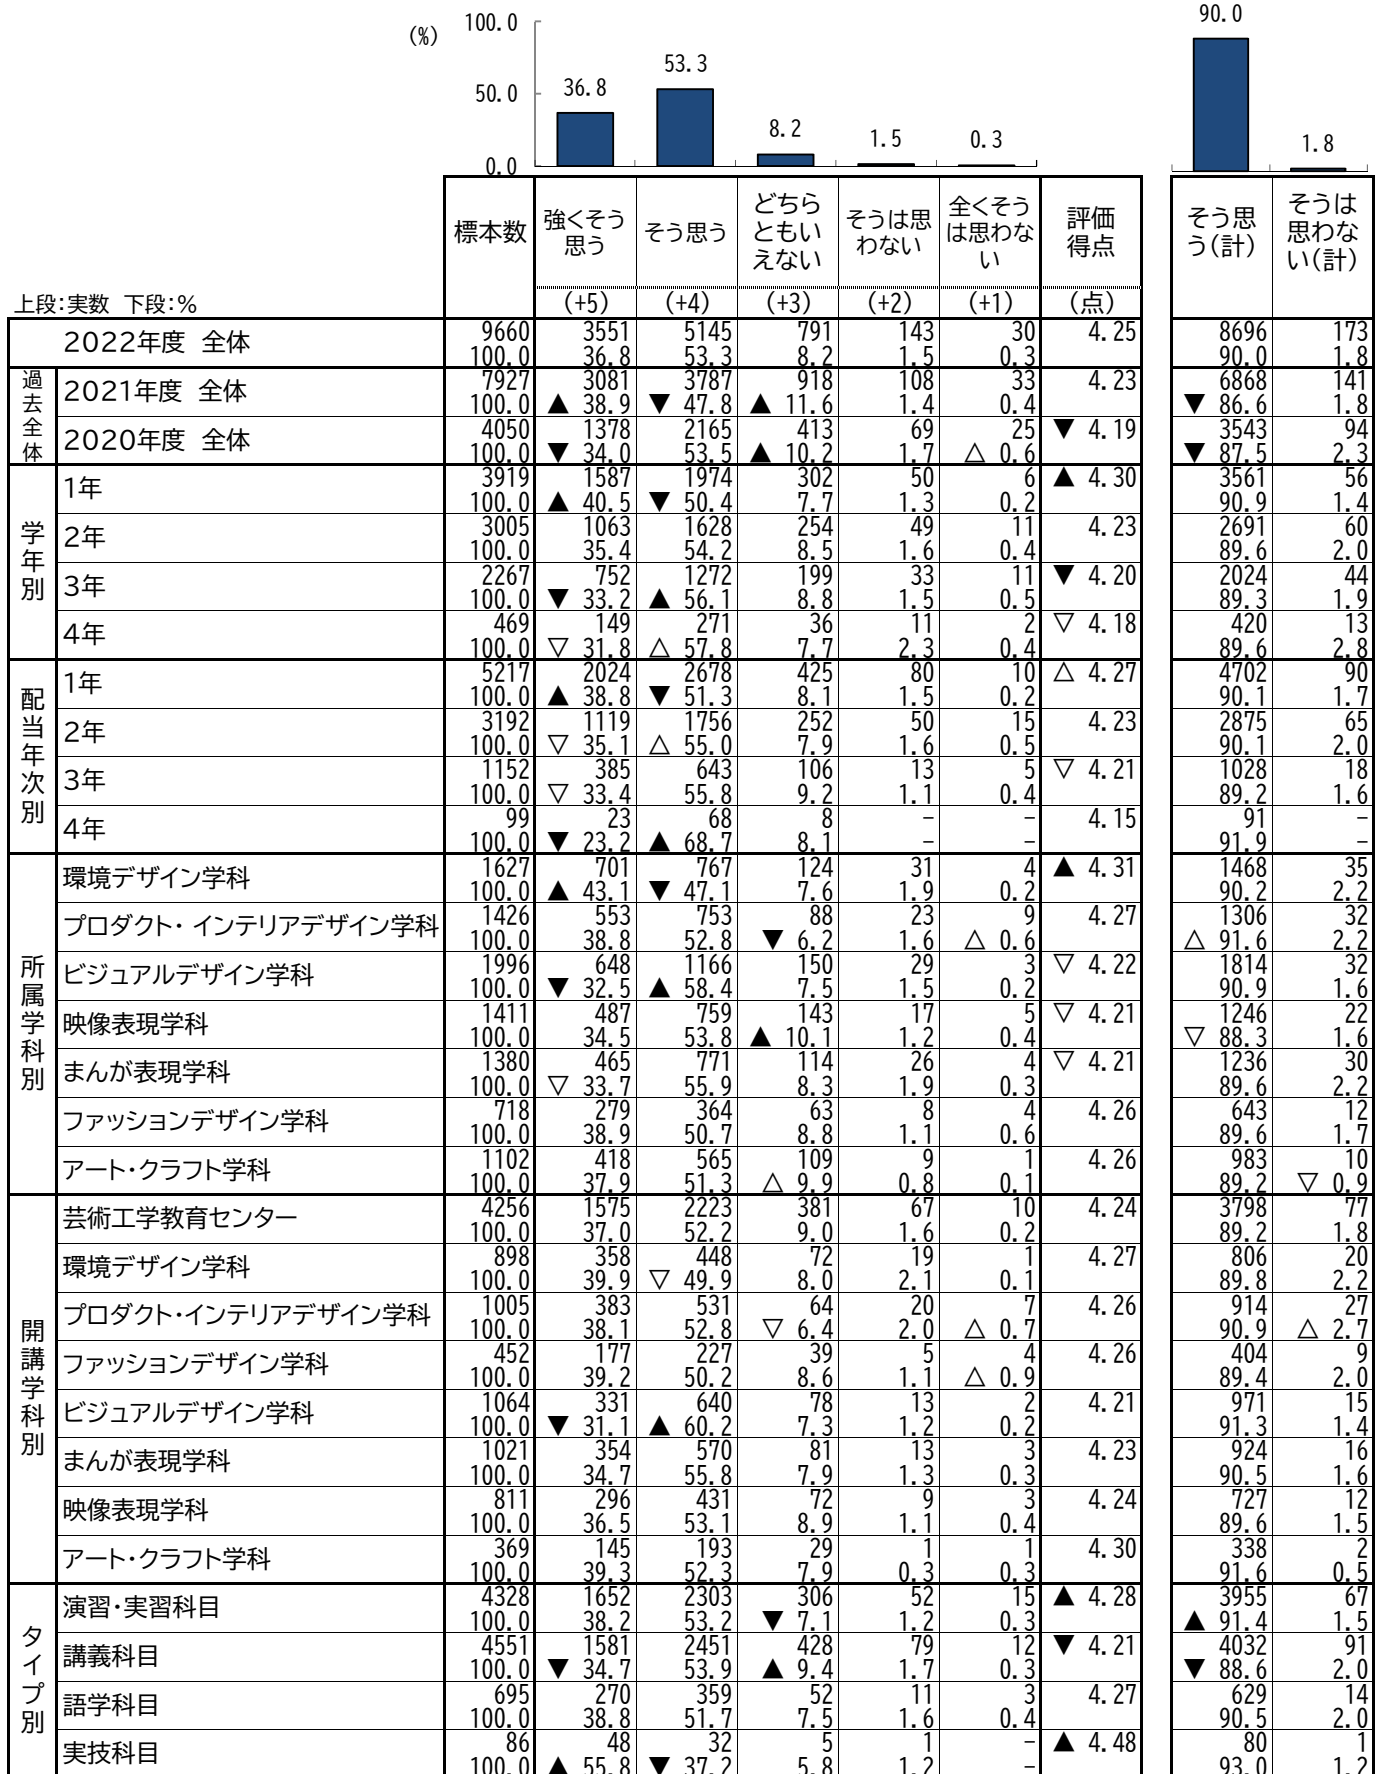 (%)
100.0
50.0
0.0
36.8
53.3
8.2
1.5
0.3
90.0
1.8
標本数 強くそう思う そう思う どちらともいえない そうは思わない 全くそうは思わない 評価得点 そう思う(計) そうは思わない(計)
上段:実数 下段:% (+5) (+4) (+3) (+2) (+1) (点)
2022年度 全体 9660 3551 5145 791 143 30 4.25 8696 173
100.0 36.8 53.3 8.2 1.5 0.3 90.0 1.8
過去全体
2021年度 全体 7927 3081 3787 918 108 33 4.23 6868 141
100.0 ▲ 38.9 ▼ 47.8 ▲ 11.6 1.4 0.4 ▼ 86.6 1.8
2020年度 全体 4050 1378 2165 413 69 25 ▼ 4.19 3543 94
100.0 ▼ 34.0 53.5 ▲ 10.2 1.7 △ 0.6 ▼ 87.5 2.3
学年別
1年 3919 1587 1974 302 50 6 ▲ 4.30 3561 56
100.0 ▲ 40.5 ▼ 50.4 7.7 1.3 0.2 90.9 1.4
2年 3005 1063 1628 254 49 11 4.23 2691 60
100.0 35.4 54.2 8.5 1.6 0.4 89.6 2.0
3年 2267 752 1272 199 33 11 ▼ 4.20 2024 44
100.0 ▼ 33.2 ▲ 56.1 8.8 1.5 0.5 89.3 1.9
4年 469 149 271 36 11 2 ▽ 4.18 420 13
100.0 ▽ 31.8 △ 57.8 7.7 2.3 0.4 89.6 2.8
配当年次別
1年 5217 2024 2678 425 80 10 △ 4.27 4702 90
100.0 ▲ 38.8 ▼ 51.3 8.1 1.5 0.2 90.1 1.7
2年 3192 1119 1756 252 50 15 4.23 2875 65
100.0 ▽ 35.1 △ 55.0 7.9 1.6 0.5 90.1 2.0
3年 1152 385 643 106 13 5 ▽ 4.21 1028 18
100.0 ▽ 33.4 55.8 9.2 1.1 0.4 89.2 1.6
4年 99 23 68 8 - - 4.15 91 -
100.0 ▼ 23.2 ▲ 68.7 8.1 - - 91.9 -
所属学科別
環境デザイン学科 1627 701 767 124 31 4 ▲ 4.31 1468 35
100.0 ▲ 43.1 ▼ 47.1 7.6 1.9 0.2 90.2 2.2
プロダクト・ インテリアデザイン学科 1426 553 753 88 23 9 4.27 1306 32
100.0 38.8 52.8 ▼ 6.2 1.6 △ 0.6 △ 91.6 2.2
ビジュアルデザイン学科 1996 648 1166 150 29 3 ▽ 4.22 1814 32
100.0 ▼ 32.5 ▲ 58.4 7.5 1.5 0.2 90.9 1.6
映像表現学科 1411 487 759 143 17 5 ▽ 4.21 1246 22
100.0 34.5 53.8 ▲ 10.1 1.2 0.4 ▽ 88.3 1.6
まんが表現学科 1380 465 771 114 26 4 ▽ 4.21 1236 30
100.0 ▽ 33.7 55.9 8.3 1.9 0.3 89.6 2.2
ファッションデザイン学科 718 279 364 63 8 4 4.26 643 12
100.0 38.9 50.7 8.8 1.1 0.6 89.6 1.7
アート・クラフト学科 1102 418 565 109 9 1 4.26 983 10
100.0 37.9 51.3 △ 9.9 0.8 0.1 89.2 ▽ 0.9
開講学科別
芸術工学教育センター 4256 1575 2223 381 67 10 4.24 3798 77
100.0 37.0 52.2 9.0 1.6 0.2 89.2 1.8
環境デザイン学科 898 358 448 72 19 1 4.27 806 20
100.0 39.9 ▽ 49.9 8.0 2.1 0.1 89.8 2.2
プロダクト・インテリアデザイン学科 1005 383 531 64 20 7 4.26 914 27
100.0 38.1 52.8 ▽ 6.4 2.0 △ 0.7 90.9 △ 2.7
ファッションデザイン学科 452 177 227 39 5 4 4.26 404 9
100.0 39.2 50.2 8.6 1.1 △ 0.9 89.4 2.0
ビジュアルデザイン学科 1064 331 640 78 13 2 4.21 971 15
100.0 ▼ 31.1 ▲ 60.2 7.3 1.2 0.2 91.3 1.4
まんが表現学科 1021 354 570 81 13 3 4.23 924 16
100.0 34.7 55.8 7.9 1.3 0.3 90.5 1.6
映像表現学科 811 296 431 72 9 3 4.24 727 12
100.0 36.5 53.1 8.9 1.1 0.4 89.6 1.5
アート・クラフト学科 369 145 193 29 1 1 4.30 338 2
100.0 39.3 52.3 7.9 0.3 0.3 91.6 0.5
タイプ別
演習・実習科目 4328 1652 2303 306 52 15 ▲ 4.28 3955 67
100.0 38.2 53.2 ▼ 7.1 1.2 0.3 ▲ 91.4 1.5
講義科目 4551 1581 2451 428 79 12 ▼ 4.21 4032 91
100.0 ▼ 34.7 53.9 ▲ 9.4 1.7 0.3 ▼ 88.6 2.0
語学科目 695 270 359 52 11 3 4.27 629 14
100.0 38.8 51.7 7.5 1.6 0.4 90.5 2.0
実技科目 86 48 32 5 1 - ▲ 4.48 80 1
100.0 ▲ 55.8 ▼ 37.2 5.8 1.2 - 93.0 1.2